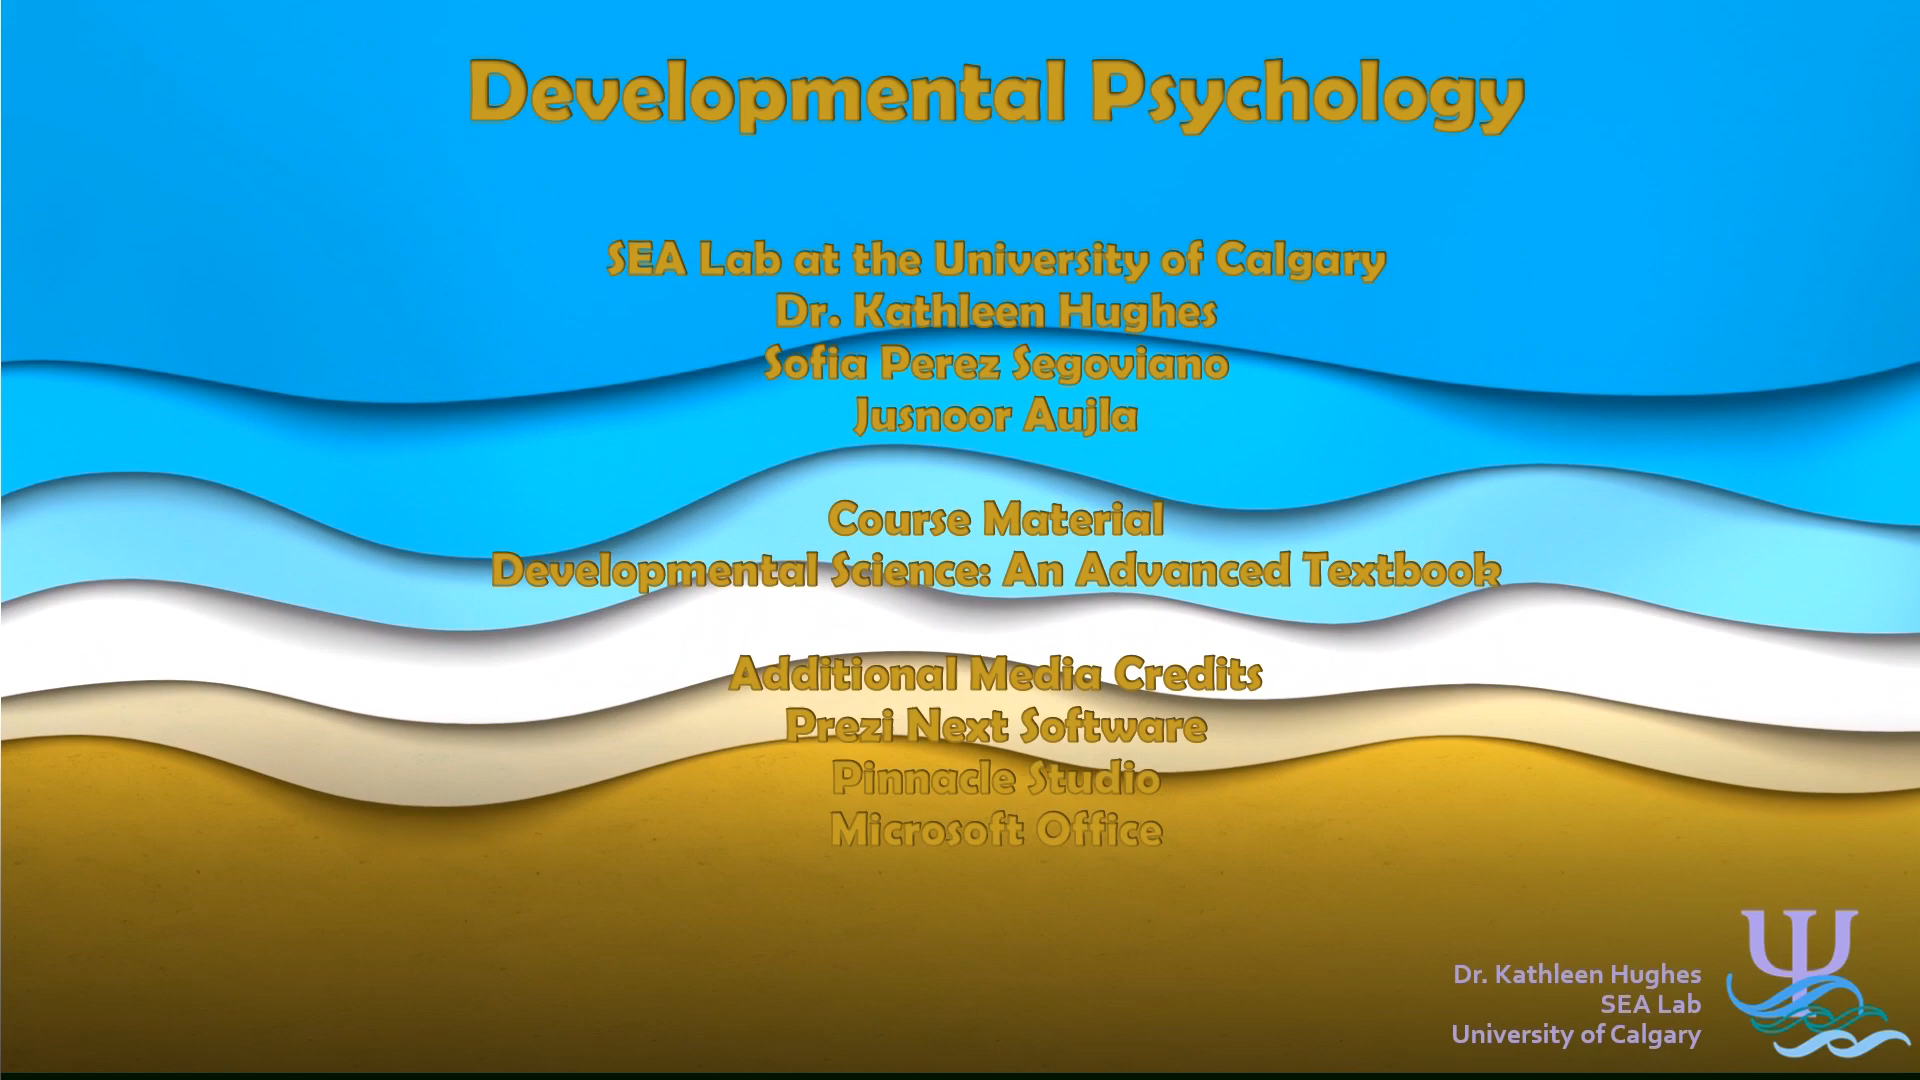 Developmental Psychology
SEA Lab at the University of Calgary
Dr. Kathleen Hughes
Sofia Perez Segoviano
Jusnoor Aujla
Course Material
Developmental Science: An Advanced Textbook
Additional Media Credits
Prezi Next Software
Pinnacle Studio
Microsoft Office
Dr. Kathleen Hughes
SEA Lab
University of Calgary